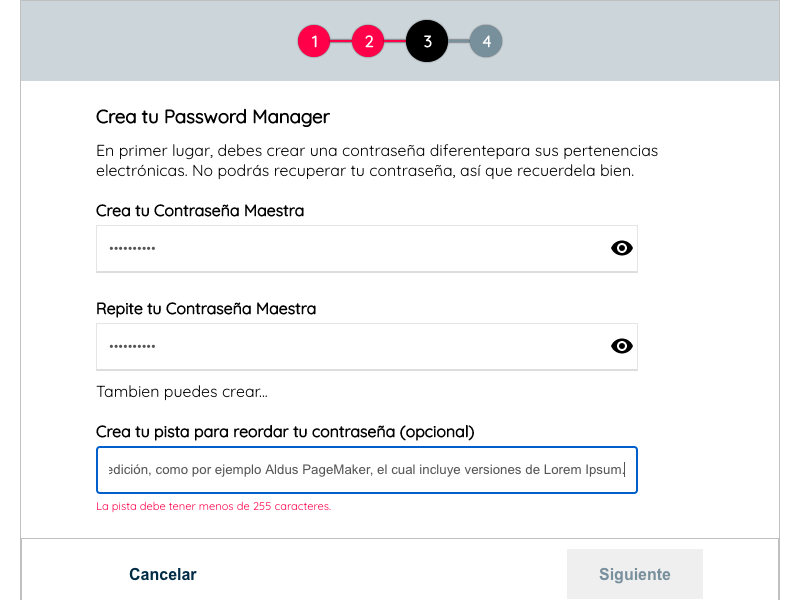 1 2 3 4
Crea tu Password Manager
En primer lugar, debes crear una contraseña diferentepara sus pertenencias
electrónicas. No podrás recuperar tu contraseña, así que recuerdela bien.
Crea tu Contraseña Maestra
••••••••••
Repite tu Contraseña Maestra
••••••••••
Tambien puedes crear...
Crea tu pista para reordar tu contraseña (opcional)
edición, como por ejemplo Aldus PageMaker, el cual incluye versiones de Lorem Ipsum.
La pista debe tener menos de 255 caracteres.
Cancelar Siguiente